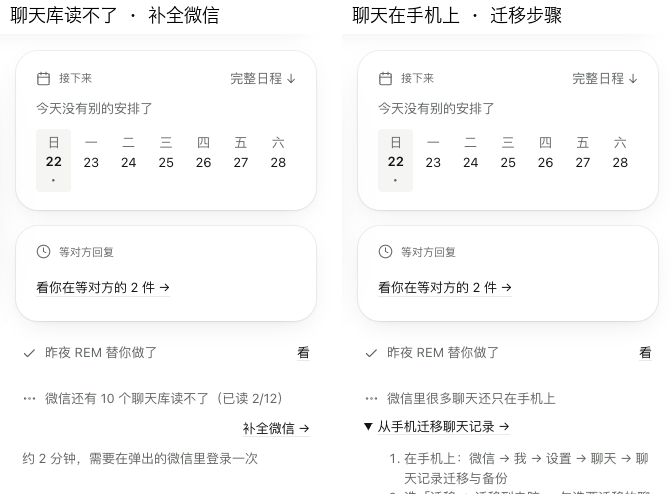 聊天库读不了 · 补全微信
接下来
完整日程 ↓
今天没有别的安排了
日 一 二 三 四 五 六
22 23 24 25 26 27 28
等对方回复
看你在等对方的 2 件 →
昨夜 REM 替你做了
看
微信还有 10 个聊天库读不了（已读 2/12）
补全微信 →
约 2 分钟，需要在弹出的微信里登录一次
聊天在手机上 · 迁移步骤
接下来
完整日程 ↓
今天没有别的安排了
日 一 二 三 四 五 六
22 23 24 25 26 27 28
等对方回复
看你在等对方的 2 件 →
昨夜 REM 替你做了
看
微信里很多聊天还只在手机上
▼ 从手机迁移聊天记录 →
1. 在手机上：微信 → 我 → 设置 → 聊天 → 聊
天记录迁移与备份